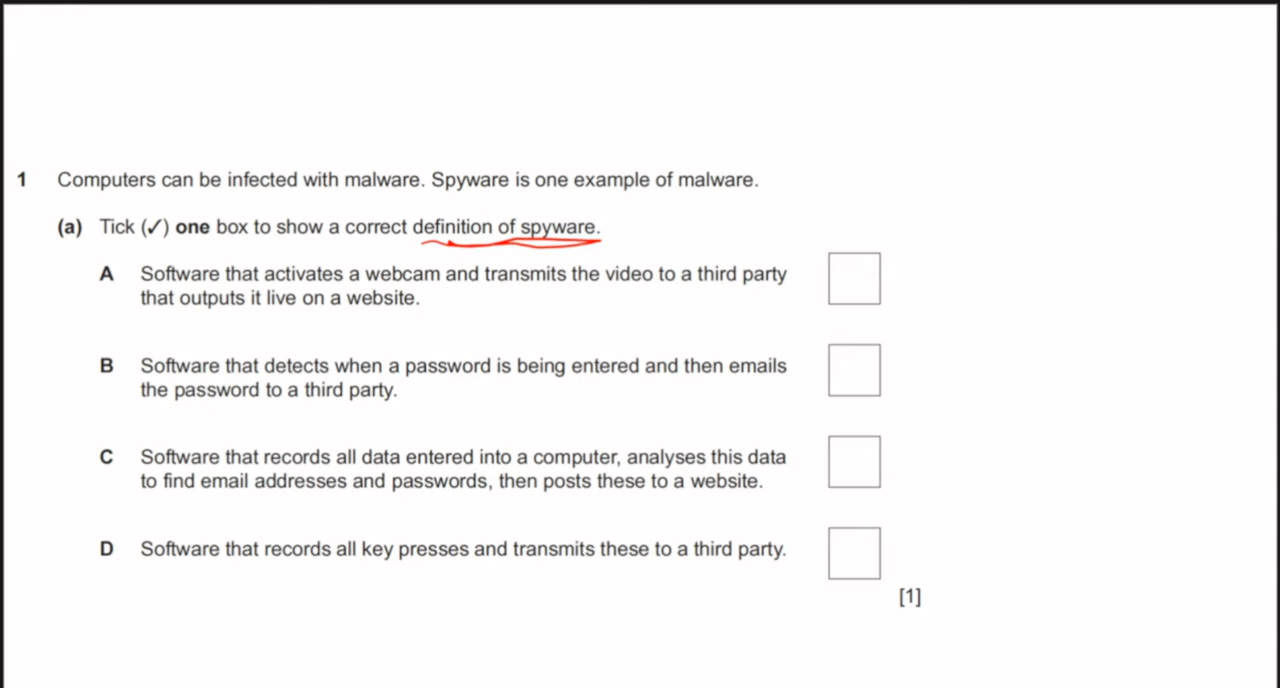 1 Computers can be infected with malware. Spyware is one example of malware.
(a) Tick (✓) one box to show a correct definition of spyware.
A Software that activates a webcam and transmits the video to a third party
that outputs it live on a website.
B Software that detects when a password is being entered and then emails
the password to a third party.
C Software that records all data entered into a computer, analyses this data
to find email addresses and passwords, then posts these to a website.
D Software that records all key presses and transmits these to a third party.
[1]